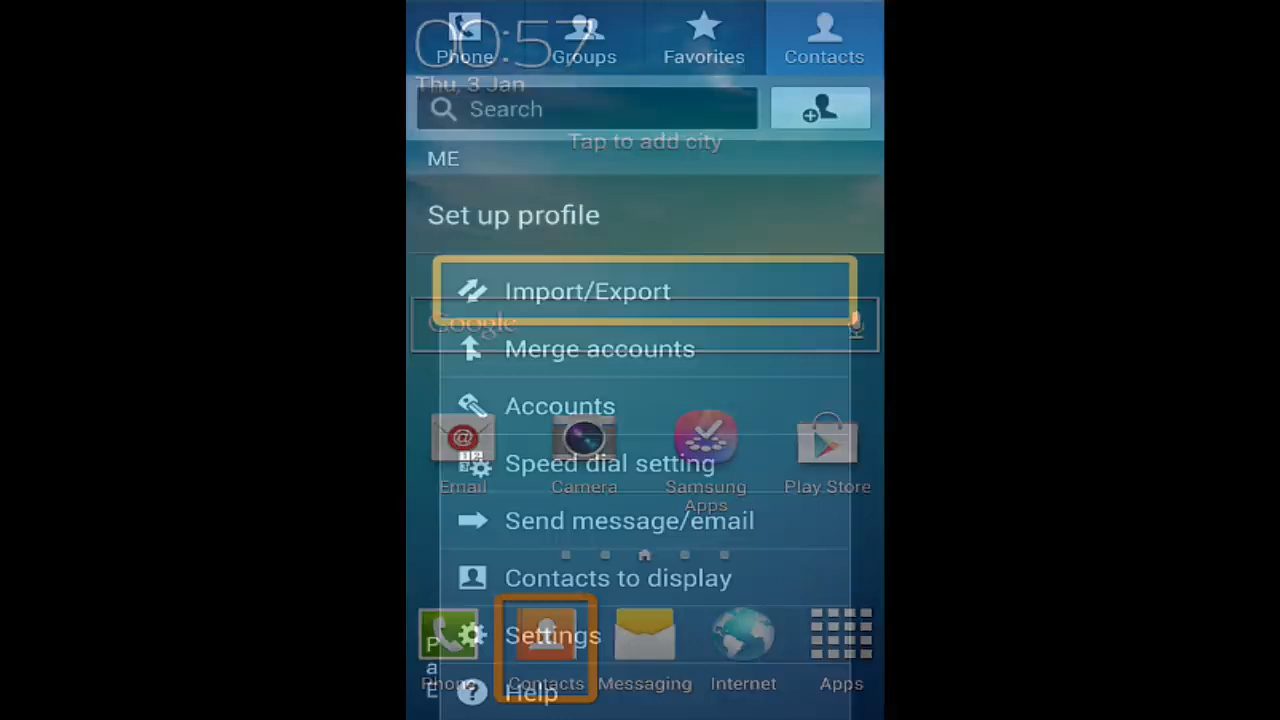 00:57
Phone Groups Favorites Contacts
Thu, 3 Jan
Search
Tap to add city
ME
Set up profile
Import/Export
Google
Merge accounts
Accounts
Speed dial setting
Email Camera Samsung Apps Play Store
Send message/email
Contacts to display
Settings
P
a
E
Phone Contacts Messaging Internet Apps
Help